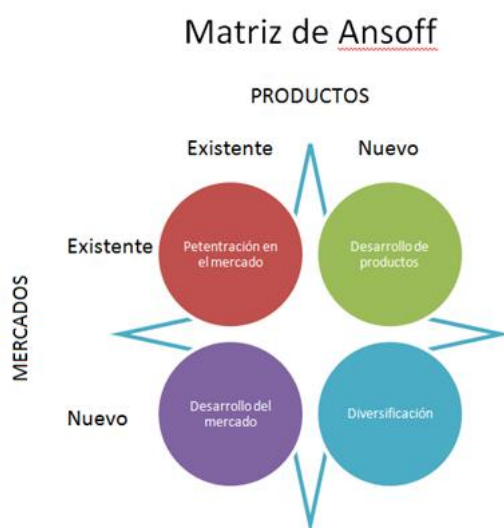 Matriz de Ansoff
PRODUCTOS
Existente
Nuevo
Existente
Petentración en
el mercado
Desarrollo de
productos
MERCADOS
Nuevo
Desarrollo del
mercado
Diversificación